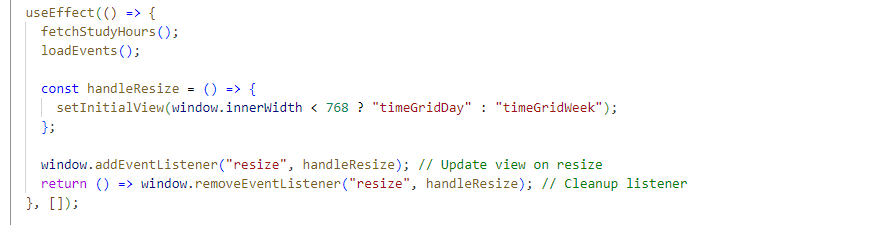 useEffect(() => {
  fetchStudyHours();
  loadEvents();

  const handleResize = () => {
    setInitialView(window.innerWidth < 768 ? "timeGridDay" : "timeGridWeek");
  };

  window.addEventListener("resize", handleResize); // Update view on resize
  return () => window.removeEventListener("resize", handleResize); // Cleanup listener
}, []);